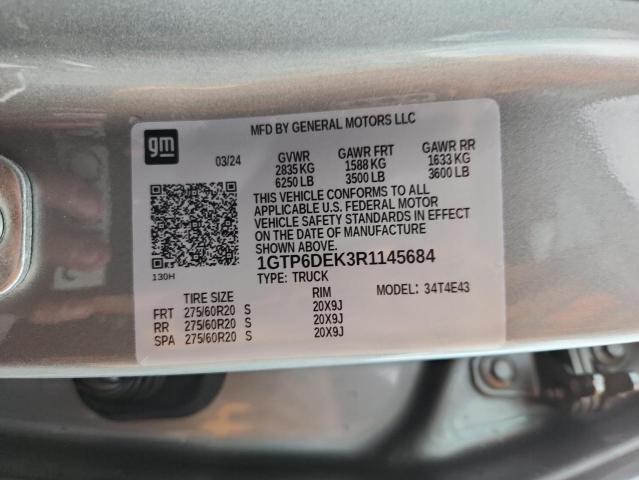 MFD BY GENERAL MOTORS LLC
gm
03/24 GVWR GAWR FRT GAWR RR
2835 KG 1588 KG 1633 KG
6250 LB 3500 LB 3600 LB
THIS VEHICLE CONFORMS TO ALL
APPLICABLE U.S. FEDERAL MOTOR
VEHICLE SAFETY STANDARDS IN EFFECT
ON THE DATE OF MANUFACTURE
SHOWN ABOVE.
130H
1GTP6DEK3R1145684
TYPE: TRUCK
TIRE SIZE RIM MODEL: 34T4E43
FRT 275/60R20 S 20X9J
RR 275/60R20 S 20X9J
SPA 275/60R20 S 20X9J